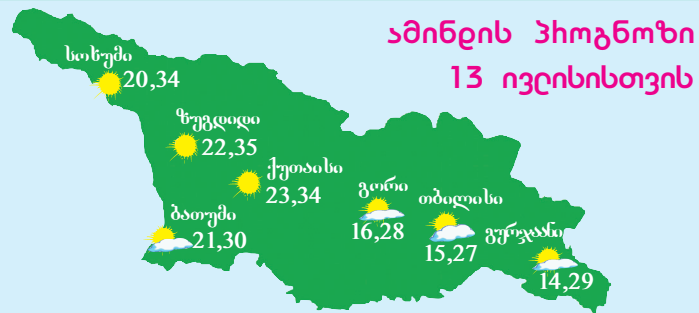 ამინდის პროგნოზი
13 ივლისისთვის
სოხუმი
20,34
ზუგდიდი
22,35
ქუთაისი
23,34
გორი
16,28
თბილისი
15,27
ბათუმი
21,30
გურჯაანი
14,29